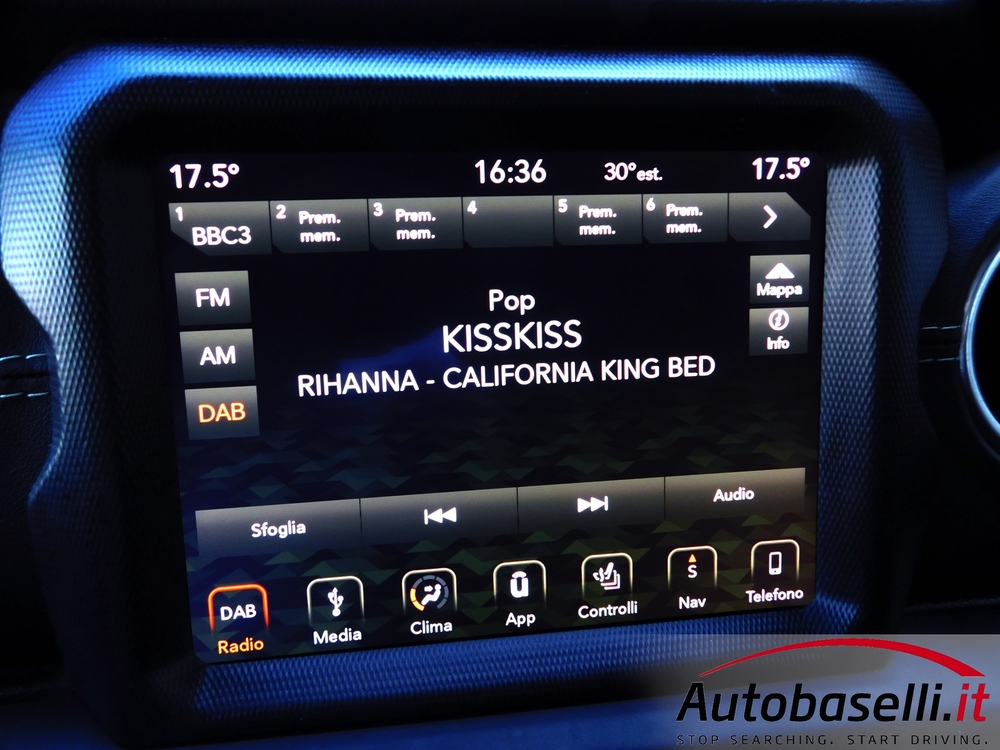 17.5° 16:36 30°est. 17.5°
1 BBC3
2 Prem. mem.
3 Prem. mem.
4
5 Prem. mem.
6 Prem. mem.
FM
AM
DAB
Pop
KISSKISS
RIHANNA - CALIFORNIA KING BED
Mappa
Info
Sfoglia
Audio
DAB
Radio
Media
Clima
App
Controlli
S
Nav
Telefono
Autobaselli.it
STOP SEARCHING. START DRIVING.